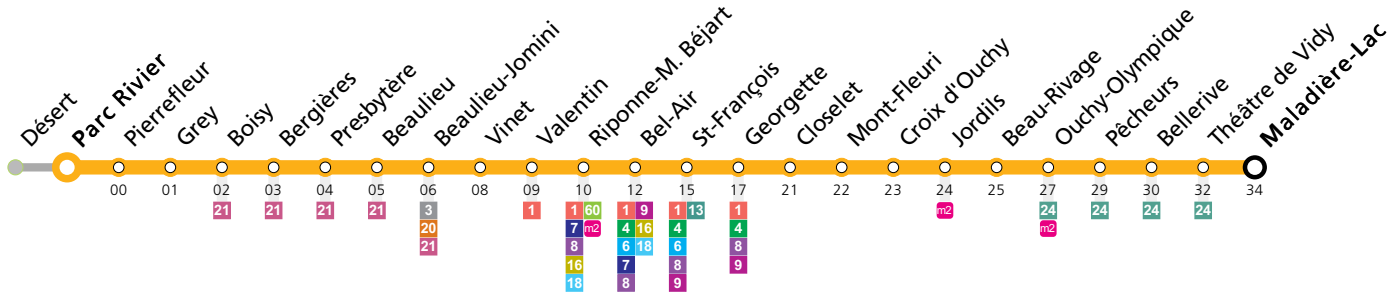 Désert
Parc Rivier
Pierrefleur
Grey
Boisy
Bergières
Presbytère
Beaulieu
Beaulieu-Jomini
Vinet
Valentin
Riponne-M. Béjart
Bel-Air
St-François
Georgette
Closelet
Mont-Fleuri
Croix d'Ouchy
Jordils
Beau-Rivage
Ouchy-Olympique
Pêcheurs
Bellerive
Théâtre de Vidy
Maladière-Lac
00 01 02 03 04 05 06 08 09 10 12 15 17 21 22 23 24 25 27 29 30 32 34
21 21 21 21 3 1 1 60 1 9 1 13 1 m2 24 24 24 24
20 7 m2 4 16 4 4 m2
21 8 6 18 6 8
16 7 8 9
18 8 9